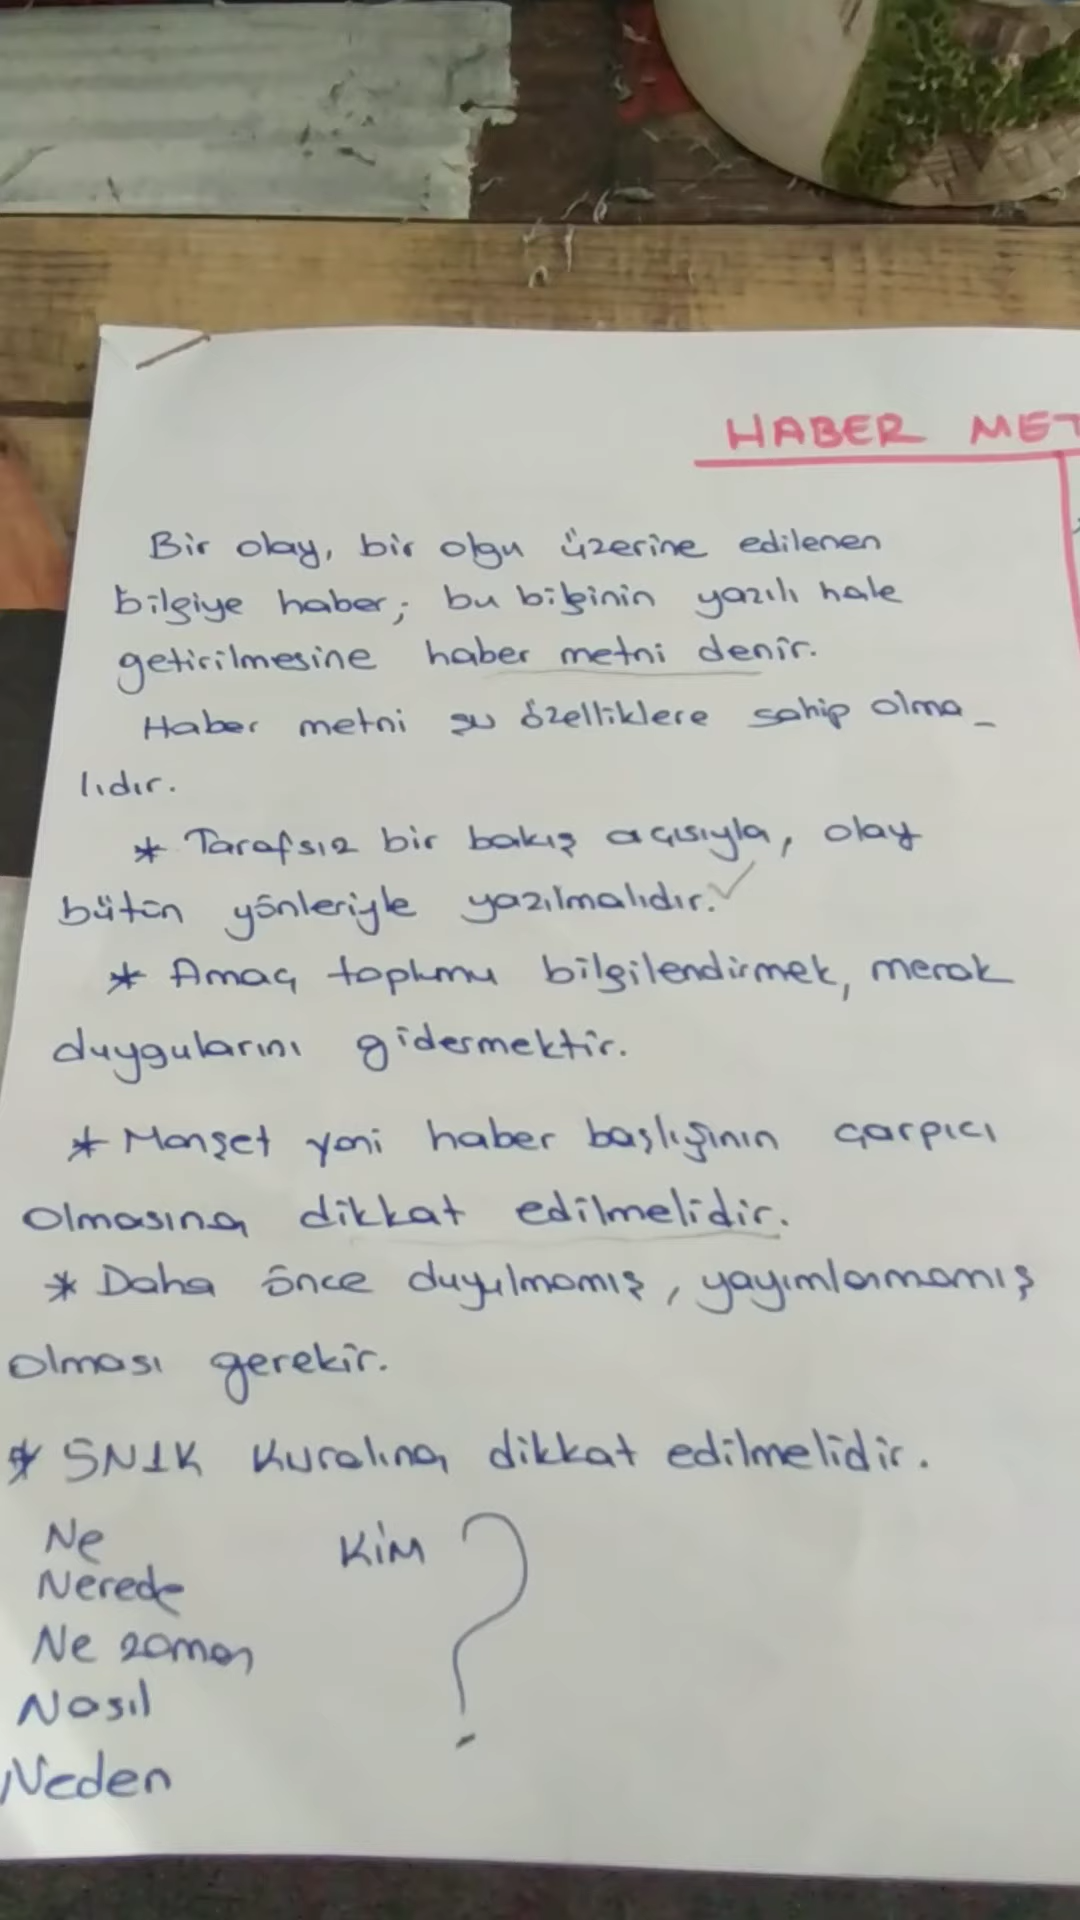 HABER MET
Bir olay, bir olgu üzerine edilenen
bilgiye haber; bu bilginin yazılı hale
getirilmesine haber metni denir.
Haber metni şu özelliklere sahip olma_
lıdır.
* Tarafsız bir bakış açısıyla, olay
bütün yönleriyle yazılmalıdır.✓
* Amaç toplumu bilgilendirmek, merak
duygularını gidermektir.
* Manşet yani haber başlığının çarpıcı
olmasına dikkat edilmelidir.
* Daha önce duyulmamış, yayımlanmamış
olması gerekir.
* 5N1K kuralına dikkat edilmelidir.
Ne
Nerede
Ne zaman
Nasıl
Neden
Kim ?